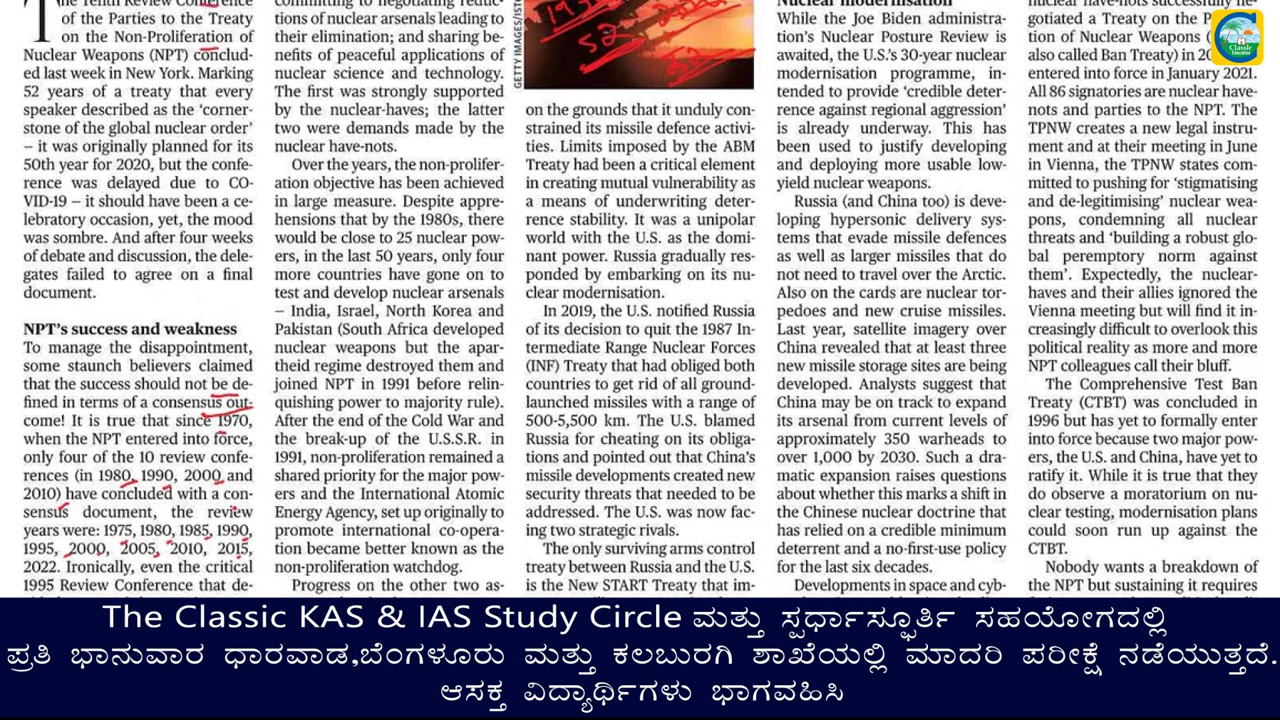 he Tenth Review Conference
of the Parties to the Treaty
on the Non-Proliferation of
Nuclear Weapons (NPT) conclud-
ed last week in New York. Marking
52 years of a treaty that every
speaker described as the ‘corner-
stone of the global nuclear order’
– it was originally planned for its
50th year for 2020, but the confe-
rence was delayed due to CO-
VID-19 – it should have been a ce-
lebratory occasion, yet, the mood
was sombre. And after four weeks
of debate and discussion, the dele-
gates failed to agree on a final
document.
NPT’s success and weakness
To manage the disappointment,
some staunch believers claimed
that the success should not be de-
fined in terms of a consensus out-
come! It is true that since 1970,
when the NPT entered into force,
only four of the 10 review confe-
rences (in 1980, 1990, 2000 and
2010) have concluded with a con-
sensus document, the review
years were: 1975, 1980, 1985, 1990,
1995, 2000, 2005, 2010, 2015,
2022. Ironically, even the critical
1995 Review Conference that de-
committing to negotiating reduc-
tions of nuclear arsenals leading to
their elimination; and sharing be-
nefits of peaceful applications of
nuclear science and technology.
The first was strongly supported
by the nuclear-haves; the latter
two were demands made by the
nuclear have-nots.
Over the years, the non-prolifer-
ation objective has been achieved
in large measure. Despite appre-
hensions that by the 1980s, there
would be close to 25 nuclear pow-
ers, in the last 50 years, only four
more countries have gone on to
test and develop nuclear arsenals
– India, Israel, North Korea and
Pakistan (South Africa developed
nuclear weapons but the apar-
theid regime destroyed them and
joined NPT in 1991 before relin-
quishing power to majority rule).
After the end of the Cold War and
the break-up of the U.S.S.R. in
1991, non-proliferation remained a
shared priority for the major pow-
ers and the International Atomic
Energy Agency, set up originally to
promote international co-opera-
tion became better known as the
non-proliferation watchdog.
Progress on the other two as-
GETTY IMAGES/IST
52
on the grounds that it unduly con-
strained its missile defence activi-
ties. Limits imposed by the ABM
Treaty had been a critical element
in creating mutual vulnerability as
a means of underwriting deter-
rence stability. It was a unipolar
world with the U.S. as the domi-
nant power. Russia gradually res-
ponded by embarking on its nu-
clear modernisation.
In 2019, the U.S. notified Russia
of its decision to quit the 1987 In-
termediate Range Nuclear Forces
(INF) Treaty that had obliged both
countries to get rid of all ground-
launched missiles with a range of
500-5,500 km. The U.S. blamed
Russia for cheating on its obliga-
tions and pointed out that China’s
missile developments created new
security threats that needed to be
addressed. The U.S. was now fac-
ing two strategic rivals.
The only surviving arms control
treaty between Russia and the U.S.
is the New START Treaty that im-
Nuclear modernisation
While the Joe Biden administra-
tion’s Nuclear Posture Review is
awaited, the U.S.’s 30-year nuclear
modernisation programme, in-
tended to provide ‘credible deter-
rence against regional aggression’
is already underway. This has
been used to justify developing
and deploying more usable low-
yield nuclear weapons.
Russia (and China too) is deve-
loping hypersonic delivery sys-
tems that evade missile defences
as well as larger missiles that do
not need to travel over the Arctic.
Also on the cards are nuclear tor-
pedoes and new cruise missiles.
Last year, satellite imagery over
China revealed that at least three
new missile storage sites are being
developed. Analysts suggest that
China may be on track to expand
its arsenal from current levels of
approximately 350 warheads to
over 1,000 by 2030. Such a dra-
matic expansion raises questions
about whether this marks a shift in
the Chinese nuclear doctrine that
has relied on a credible minimum
deterrent and a no-first-use policy
for the last six decades.
Developments in space and cyb-
nuclear have-nots successfully ne-
gotiated a Treaty on the P
tion of Nuclear Weapons (
also called Ban Treaty) in 20
entered into force in January 2021.
All 86 signatories are nuclear have-
nots and parties to the NPT. The
TPNW creates a new legal instru-
ment and at their meeting in June
in Vienna, the TPNW states com-
mitted to pushing for ‘stigmatising
and de-legitimising’ nuclear wea-
pons, condemning all nuclear
threats and ‘building a robust glo-
bal peremptory norm against
them’. Expectedly, the nuclear-
haves and their allies ignored the
Vienna meeting but will find it in-
creasingly difficult to overlook this
political reality as more and more
NPT colleagues call their bluff.
The Comprehensive Test Ban
Treaty (CTBT) was concluded in
1996 but has yet to formally enter
into force because two major pow-
ers, the U.S. and China, have yet to
ratify it. While it is true that they
do observe a moratorium on nu-
clear testing, modernisation plans
could soon run up against the
CTBT.
Nobody wants a breakdown of
the NPT but sustaining it requires
Classic
Education
The Classic KAS & IAS Study Circle ಮತ್ತು ಸ್ಪರ್ಧಾಸ್ಫೂರ್ತಿ ಸಹಯೋಗದಲ್ಲಿ
ಪ್ರತಿ ಭಾನುವಾರ ಧಾರವಾಡ,ಬೆಂಗಳೂರು ಮತ್ತು ಕಲಬುರಗಿ ಶಾಖೆಯಲ್ಲಿ ಮಾದರಿ ಪರೀಕ್ಷೆ ನಡೆಯುತ್ತದೆ.
ಆಸಕ್ತ ವಿದ್ಯಾರ್ಥಿಗಳು ಭಾಗವಹಿಸಿ